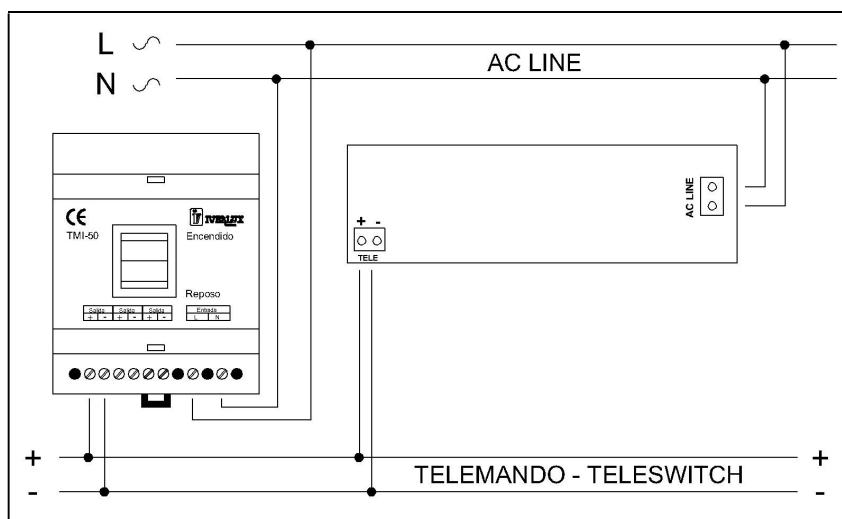 L
AC LINE
N
CE
IVERLUX
TMI-50
Encendido
Reposo
Salida Salida Salida Entrada
+ - + - + - L N
+ -
TELE
AC LINE
+ +
TELEMANDO - TELESWITCH
- -